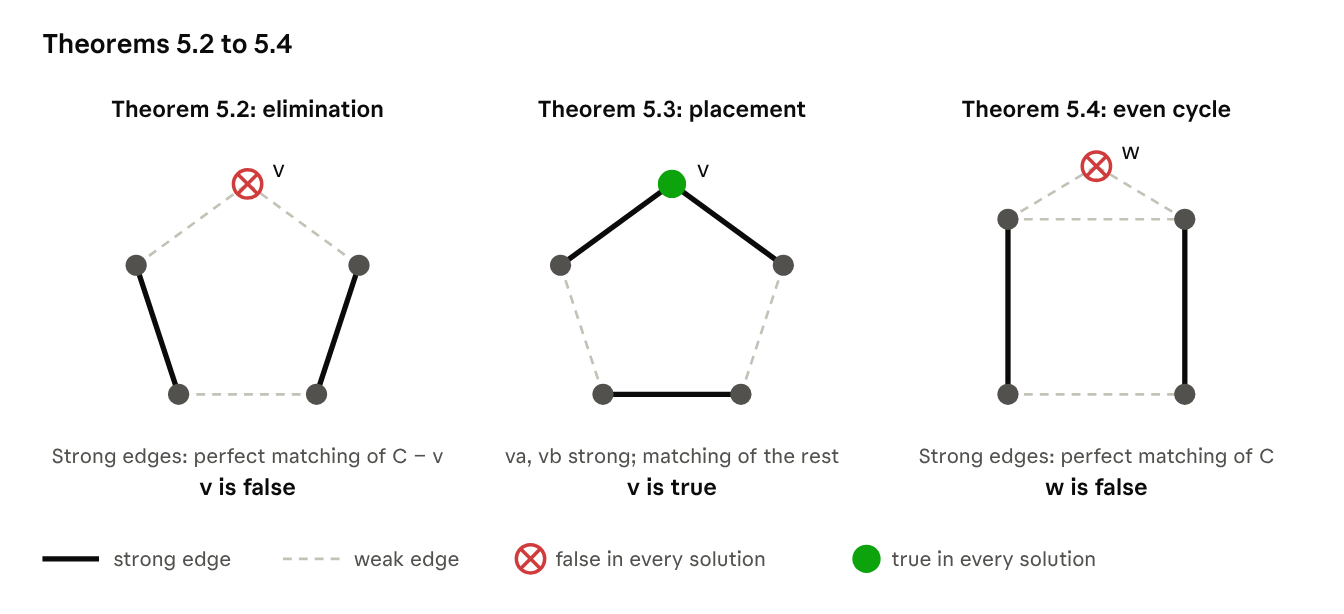 Theorems 5.2 to 5.4
Theorem 5.2: elimination
Theorem 5.3: placement
Theorem 5.4: even cycle
v
v
w
Strong edges: perfect matching of C − v
v is false
va, vb strong; matching of the rest
v is true
Strong edges: perfect matching of C
w is false
strong edge
weak edge
false in every solution
true in every solution